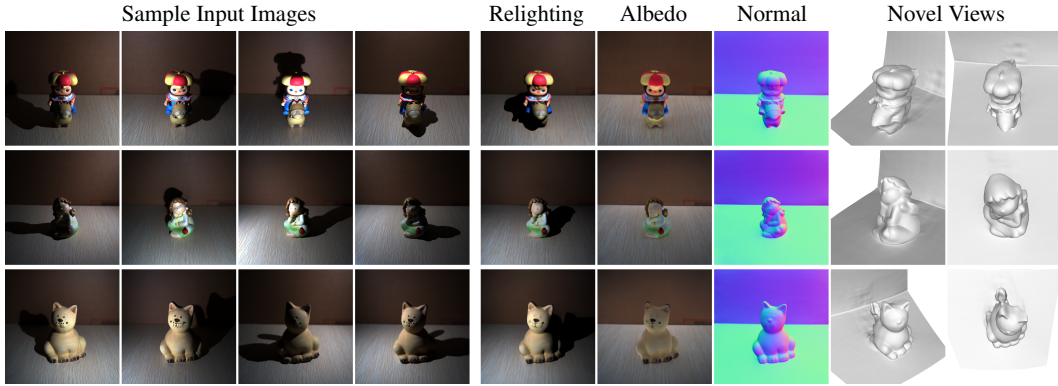 Sample Input Images
Relighting
Albedo
Normal
Novel Views